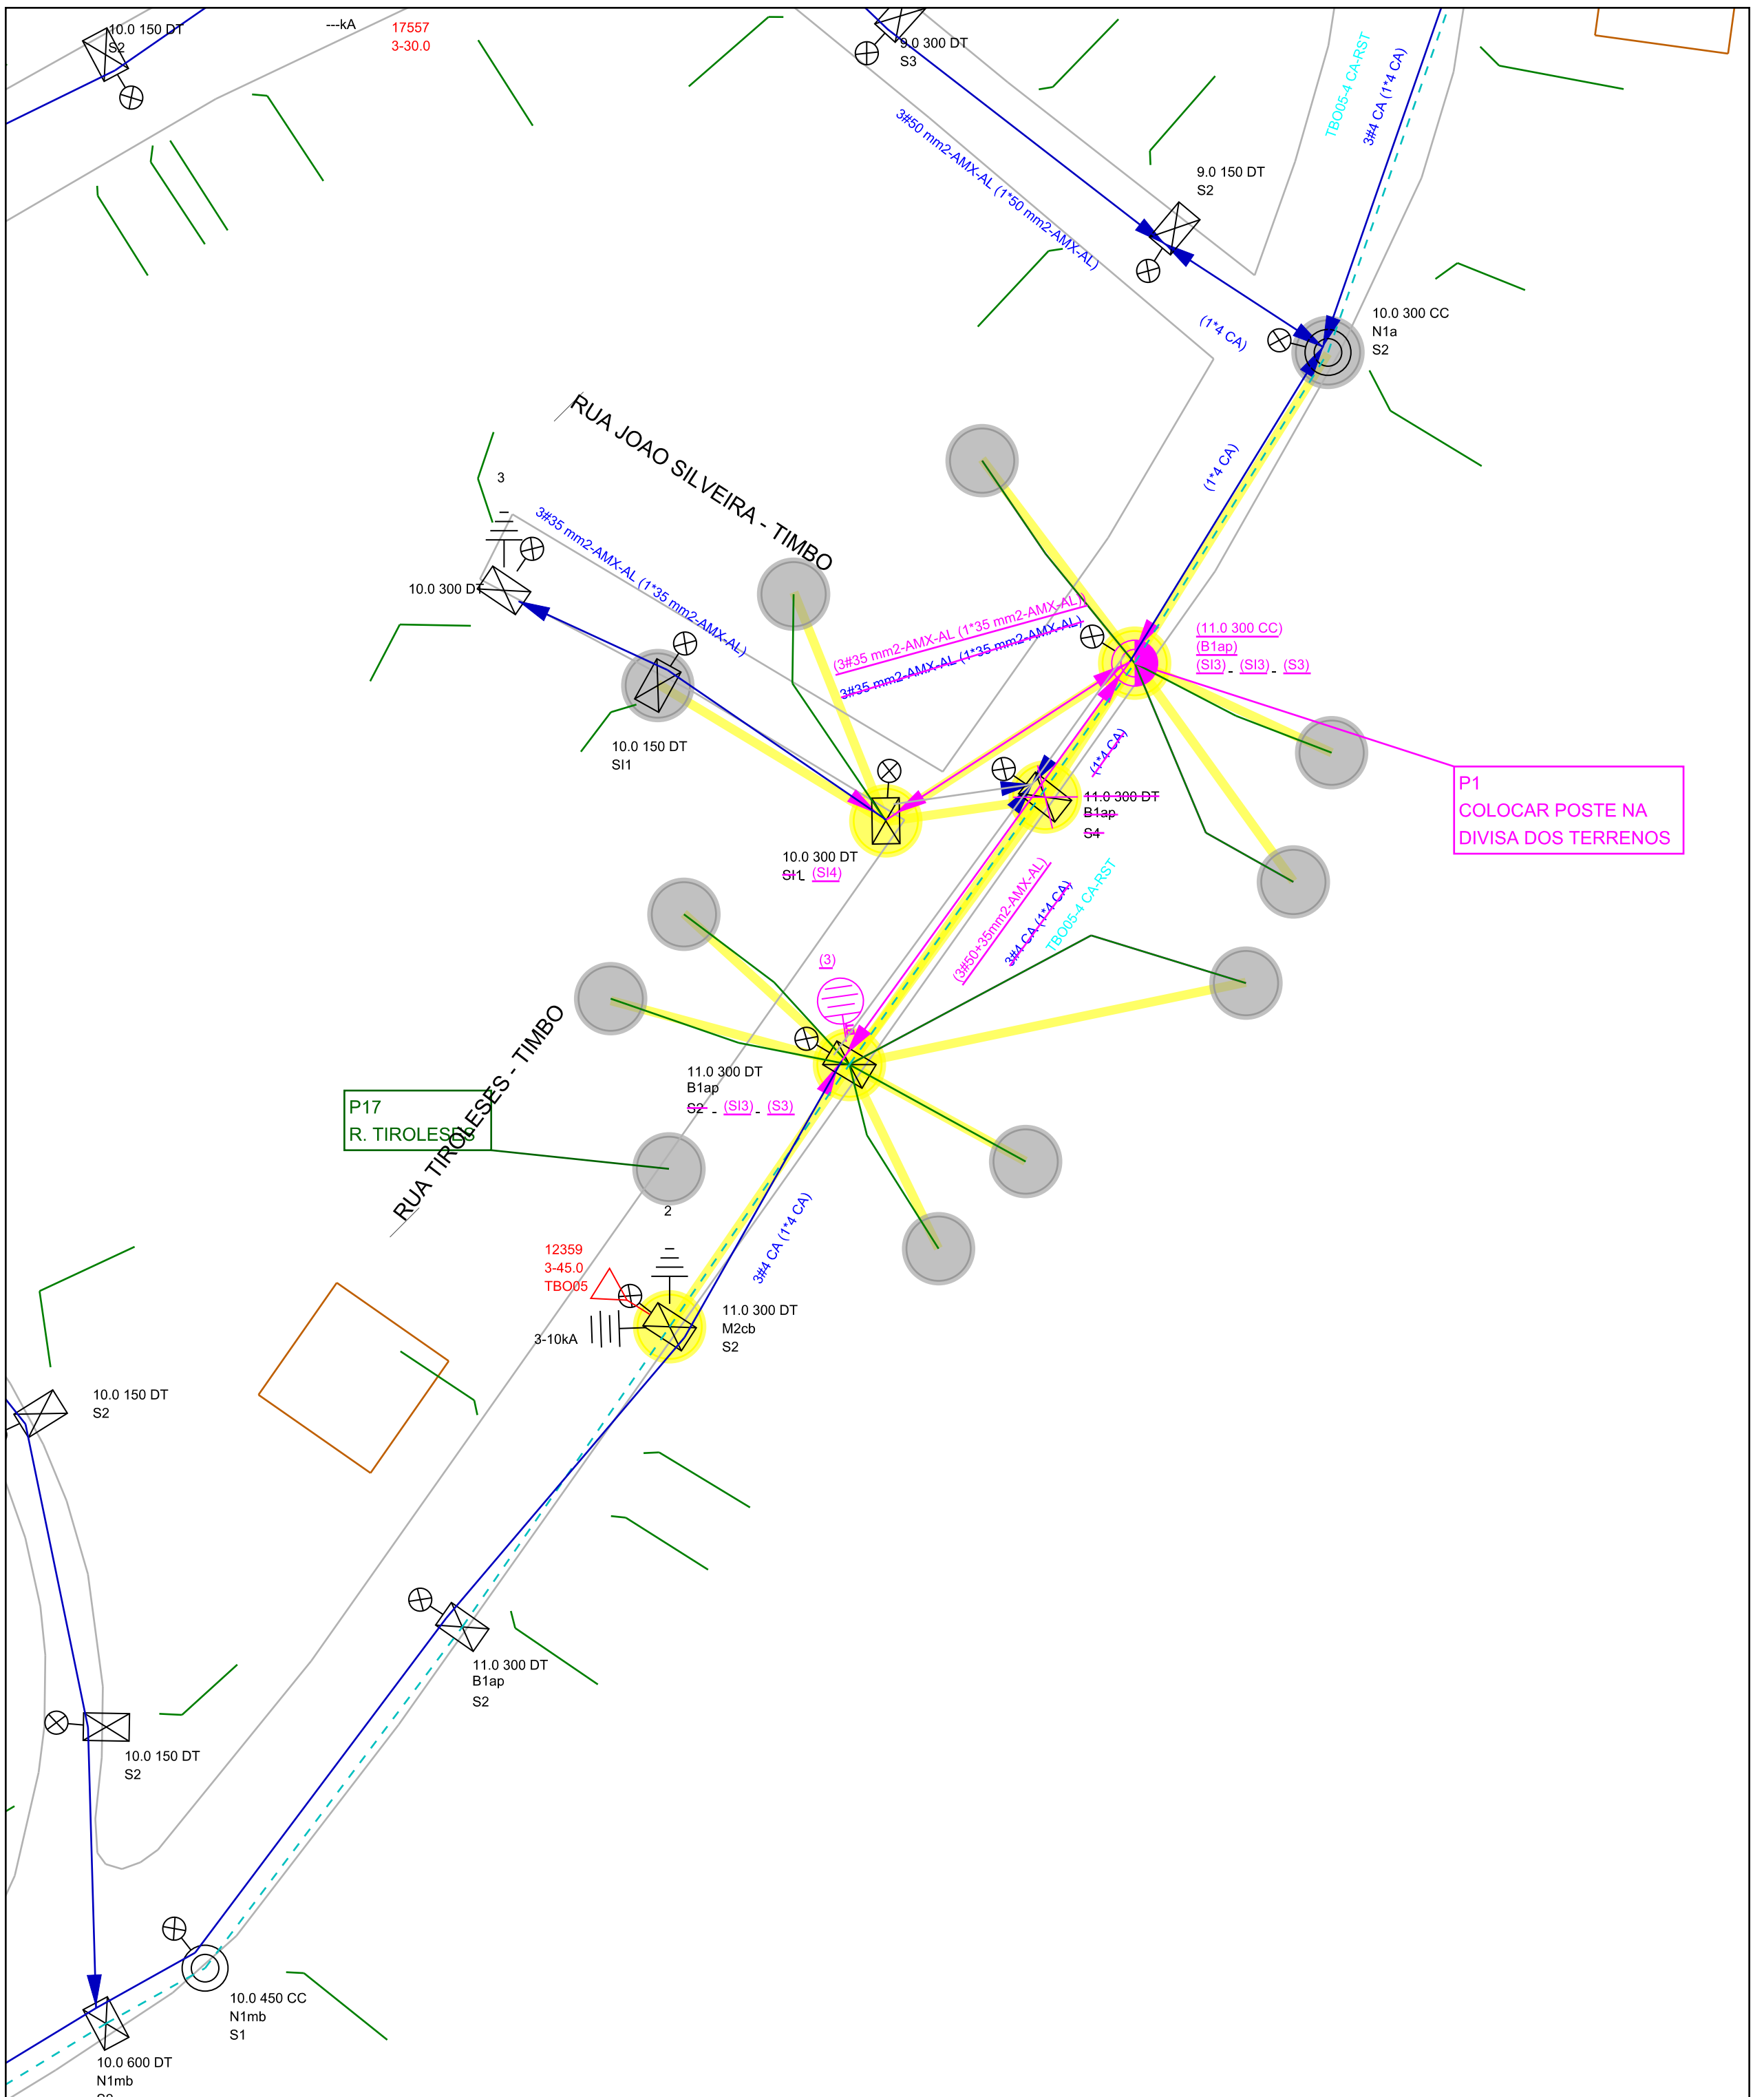 10.0 150 DT
S2
---kA
17557
3-30.0
9.0 300 DT
S3
TBO05-4 CA-RST
3#4 CA (1*4 CA)
3#50 mm2-AMX-AL (1*50 mm2-AMX-AL)
9.0 150 DT
S2
(1*4 CA)
10.0 300 CC
N1a
S2
RUA JOAO SILVEIRA - TIMBO
(1*4 CA)
3
3#35 mm2-AMX-AL (1*35 mm2-AMX-AL)
10.0 300 DT
(3#35 mm2-AMX-AL (1*35 mm2-AMX-AL))
3#35 mm2-AMX-AL (1*35 mm2-AMX-AL)
(11.0 300 CC)
(B1ap)
(SI3) - (SI3) - (S3)
10.0 150 DT
SI1
(1*4 CA)
11.0 300 DT
B1ap
S4
P1
COLOCAR POSTE NA
DIVISA DOS TERRENOS
10.0 300 DT
SI1 - (SI4)
(3#50+35mm2-AMX-AL)
3#4 CA (1*4 CA)
TBO05-4 CA-RST
(3)
11.0 300 DT
B1ap
S2 - (SI3) - (S3)
RUA TIROLESES - TIMBO
P17
R. TIROLESES
2
3#4 CA (1*4 CA)
12359
3-45.0
TBO05
3-10kA
11.0 300 DT
M2cb
S2
10.0 150 DT
S2
11.0 300 DT
B1ap
S2
10.0 150 DT
S2
10.0 450 CC
N1mb
S1
10.0 600 DT
N1mb